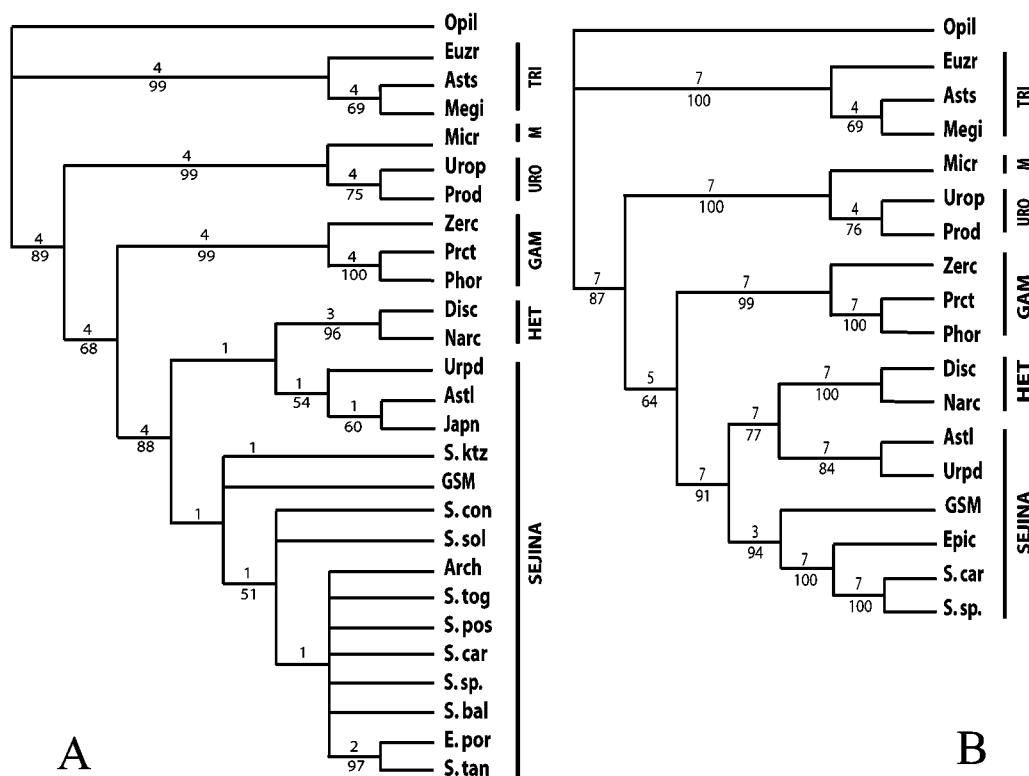 Opil
Euzr
4
99
Asts
4
69
Megi
TRI
Micr
M
4
99
Urop
4
75
Prod
URO
Zerc
4
89
4
99
Prct
4
100
Phor
GAM
Disc
3
96
Narc
HET
4
68
1
Urpd
1
54
Astl
1
60
Japn
4
88
1
S.ktz
GSM
S.con
1
S.sol
Arch
1
51
S.tog
S.pos
1
S.car
S.sp.
S.bal
E.por
2
97
S.tan
SEJINA
A
Opil
Euzr
7
100
Asts
4
69
Megi
TRI
Micr
M
7
100
Urop
4
76
Prod
URO
Zerc
7
87
7
99
Prct
7
100
Phor
GAM
Disc
5
64
7
100
Narc
HET
7
77
Astl
7
84
Urpd
7
91
GSM
3
94
Epic
7
100
S.car
7
100
S.sp.
SEJINA
B